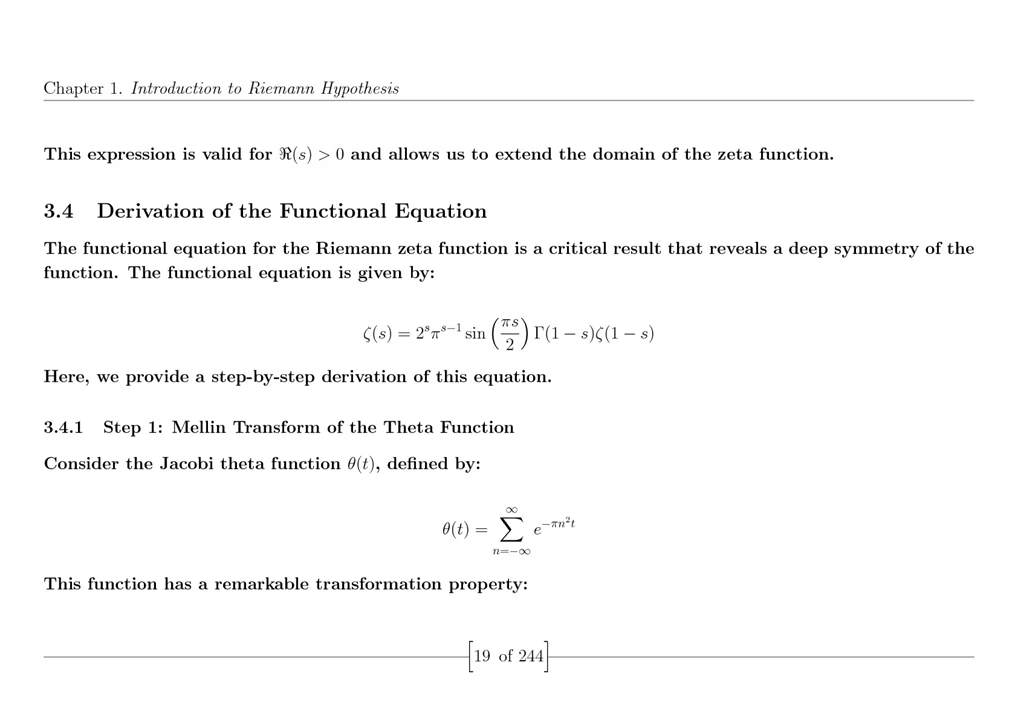 Chapter 1. Introduction to Riemann Hypothesis
This expression is valid for ℜ(s) > 0 and allows us to extend the domain of the zeta function.
3.4 Derivation of the Functional Equation
The functional equation for the Riemann zeta function is a critical result that reveals a deep symmetry of the
function. The functional equation is given by:
ζ(s) = 2^s π^{s−1} sin (πs/2) Γ(1 − s)ζ(1 − s)
Here, we provide a step-by-step derivation of this equation.
3.4.1 Step 1: Mellin Transform of the Theta Function
Consider the Jacobi theta function θ(t), defined by:
θ(t) = ∑_{n=−∞}^{∞} e^{−πn²t}
This function has a remarkable transformation property:
[19 of 244]